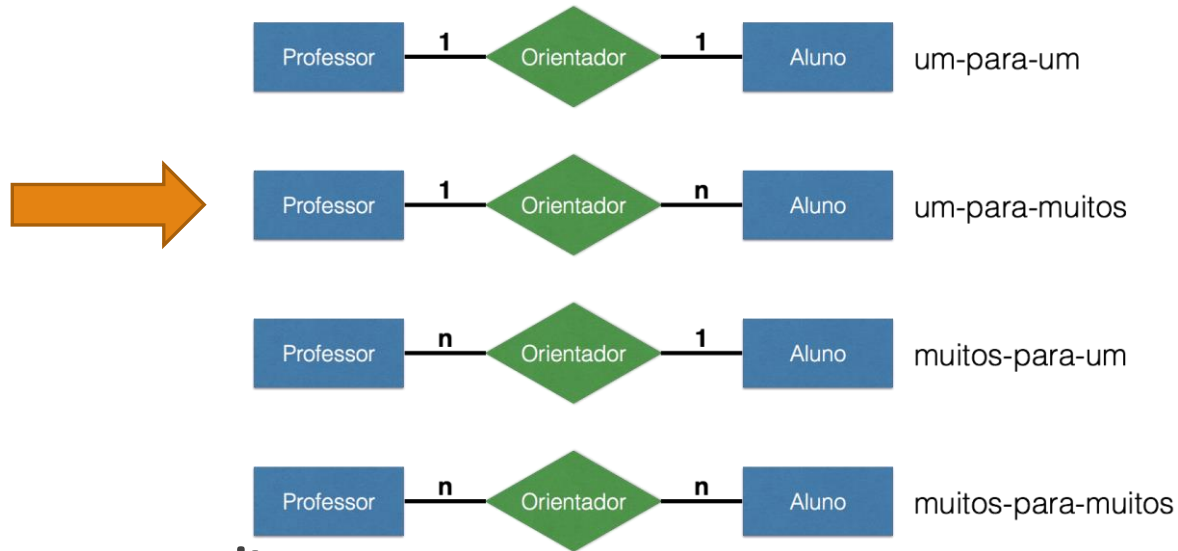 Professor 1 Orientador 1 Aluno um-para-um
Professor 1 Orientador n Aluno um-para-muitos
Professor n Orientador 1 Aluno muitos-para-um
Professor n Orientador n Aluno muitos-para-muitos